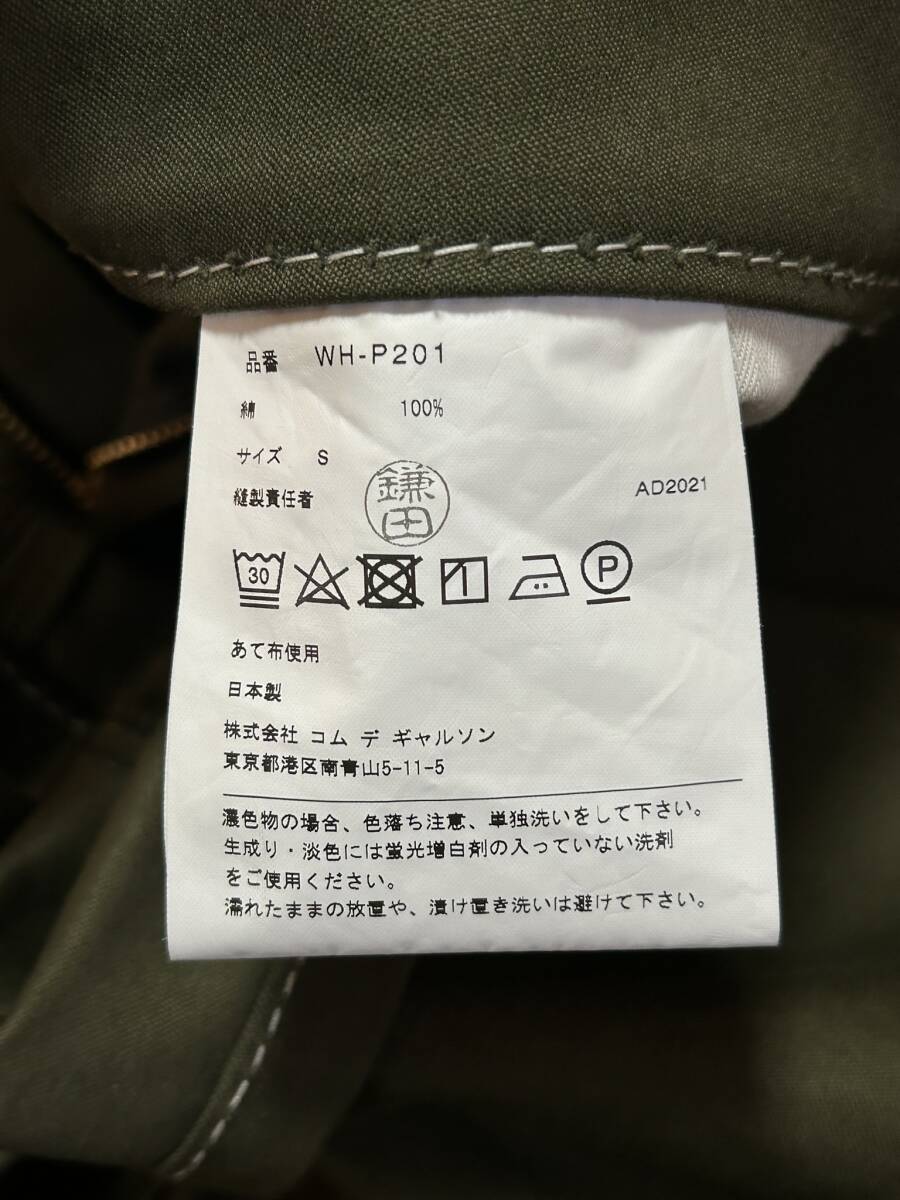 品番 WH-P201
綿 100%
サイズ S
縫製責任者 鎌田 AD2021
30 P
あて布使用
日本製
株式会社 コム デ ギャルソン
東京都港区南青山5-11-5
濃色物の場合、色落ち注意、単独洗いをして下さい。
生成り・淡色には蛍光増白剤の入っていない洗剤
をご使用ください。
濡れたままの放置や、漬け置き洗いは避けて下さい。